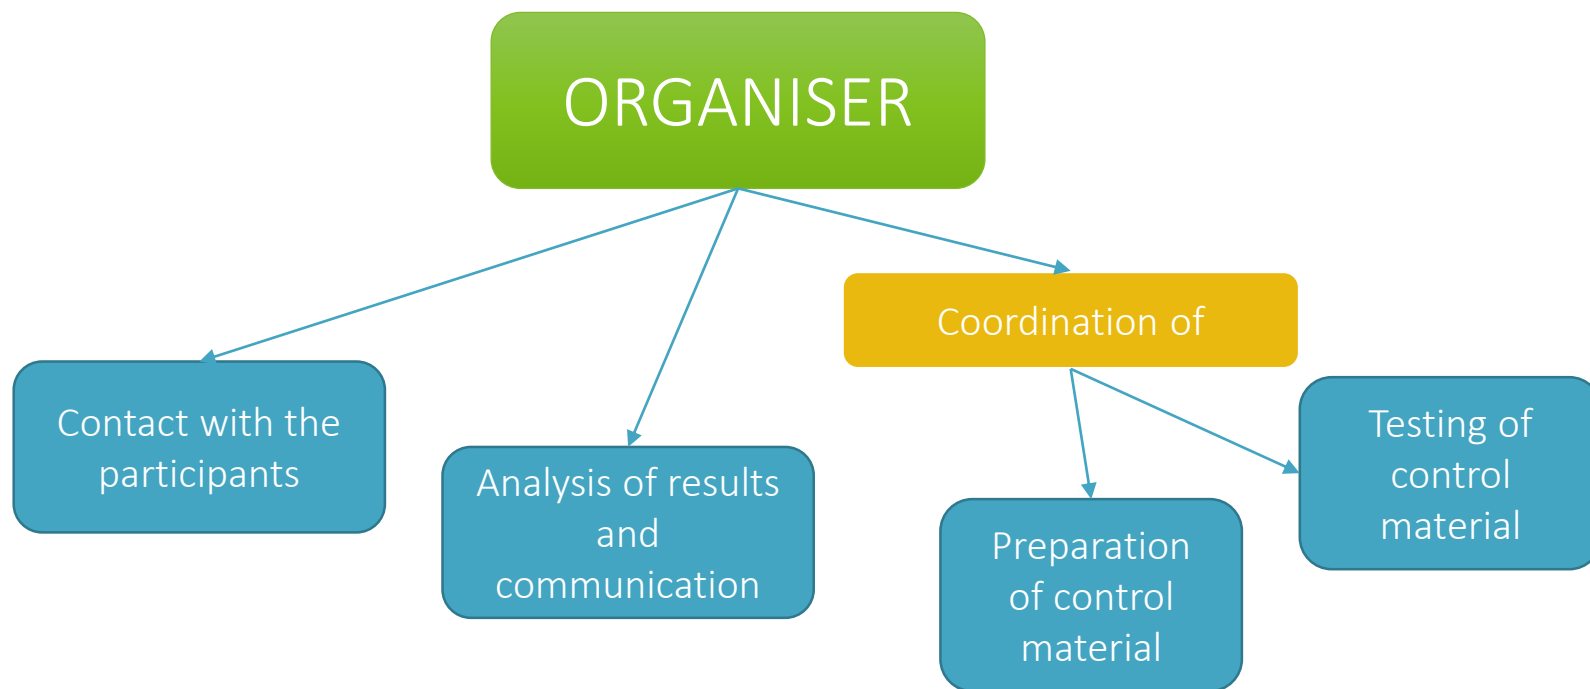 ORGANISER
Coordination of
Contact with the
participants
Analysis of results
and
communication
Preparation
of control
material
Testing of
control
material